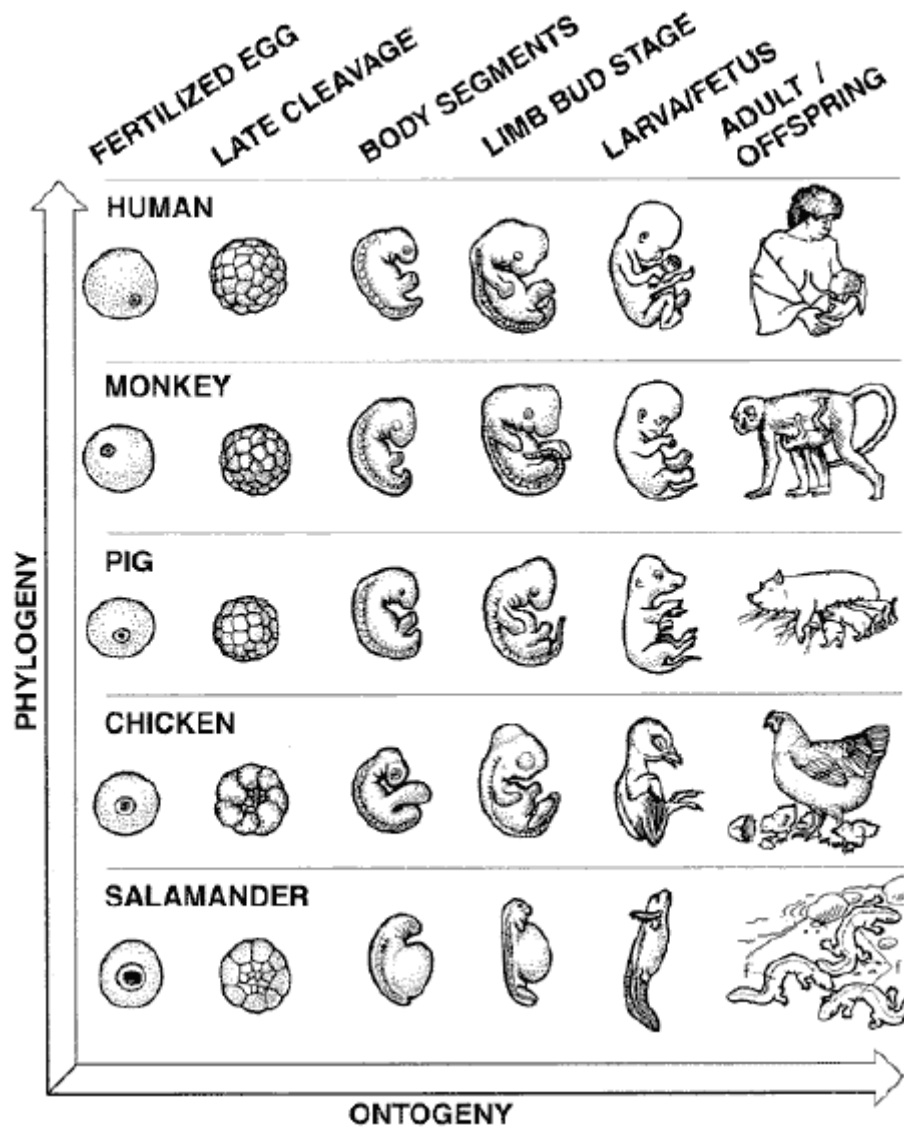 FERTILIZED EGG
LATE CLEAVAGE
BODY SEGMENTS
LIMB BUD STAGE
LARVA/FETUS
ADULT /
OFFSPRING
HUMAN
MONKEY
PIG
CHICKEN
SALAMANDER
PHYLOGENY
ONTOGENY